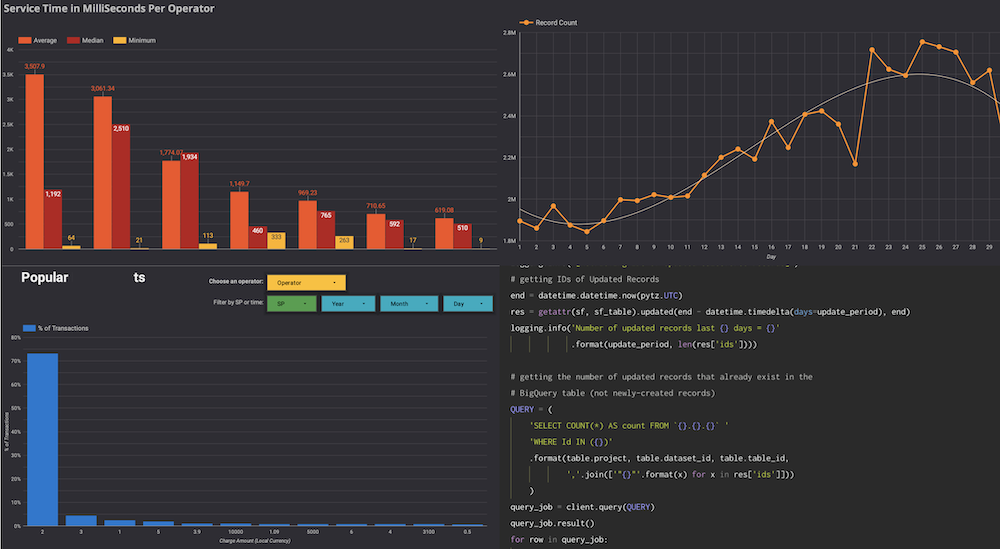 Service Time in MilliSeconds Per Operator
Average Median Minimum
4K
3,507.9
3.5K
3,061.34
3K
2.5K
2,510
2K
1,774.07
1,934
1.5K
1,192
1,149.7
1K
969.23
765
710.65
619.08
592
510
500
460
333
263
113
64
21
17
9
0
Record Count
2.8M
2.6M
2.4M
2.2M
2M
1.8M
1 2 3 4 5 6 7 8 9 10 11 12 13 14 15 16 17 18 19 20 21 22 23 24 25 26 27 28 29
Day
Popular ts
Choose an operator: Operator
Filter by SP or time: SP Year Month Day
% of Transactions
80%
70%
60%
50%
40%
30%
20%
10%
0%
% of Transactions
2 3 1 5 3.9 10000 1.09 5000 6 4 3100 0.5
Charge Amount (Local Currency)
# getting IDs of Updated Records
end = datetime.datetime.now(pytz.UTC)
res = getattr(sf, sf_table).updated(end - datetime.timedelta(days=update_period), end)
logging.info('Number of updated records last {} days = {}'
.format(update_period, len(res['ids'])))
# getting the number of updated records that already exist in the
# BigQuery table (not newly-created records)
QUERY = (
'SELECT COUNT(*) AS count FROM `{}.{}.{}` '
'WHERE Id IN ({})'
.format(table.project, table.dataset_id, table.table_id,
','.join(['"{}"'.format(x) for x in res['ids']]))
)
query_job = client.query(QUERY)
query_job.result()
for row in query_job: